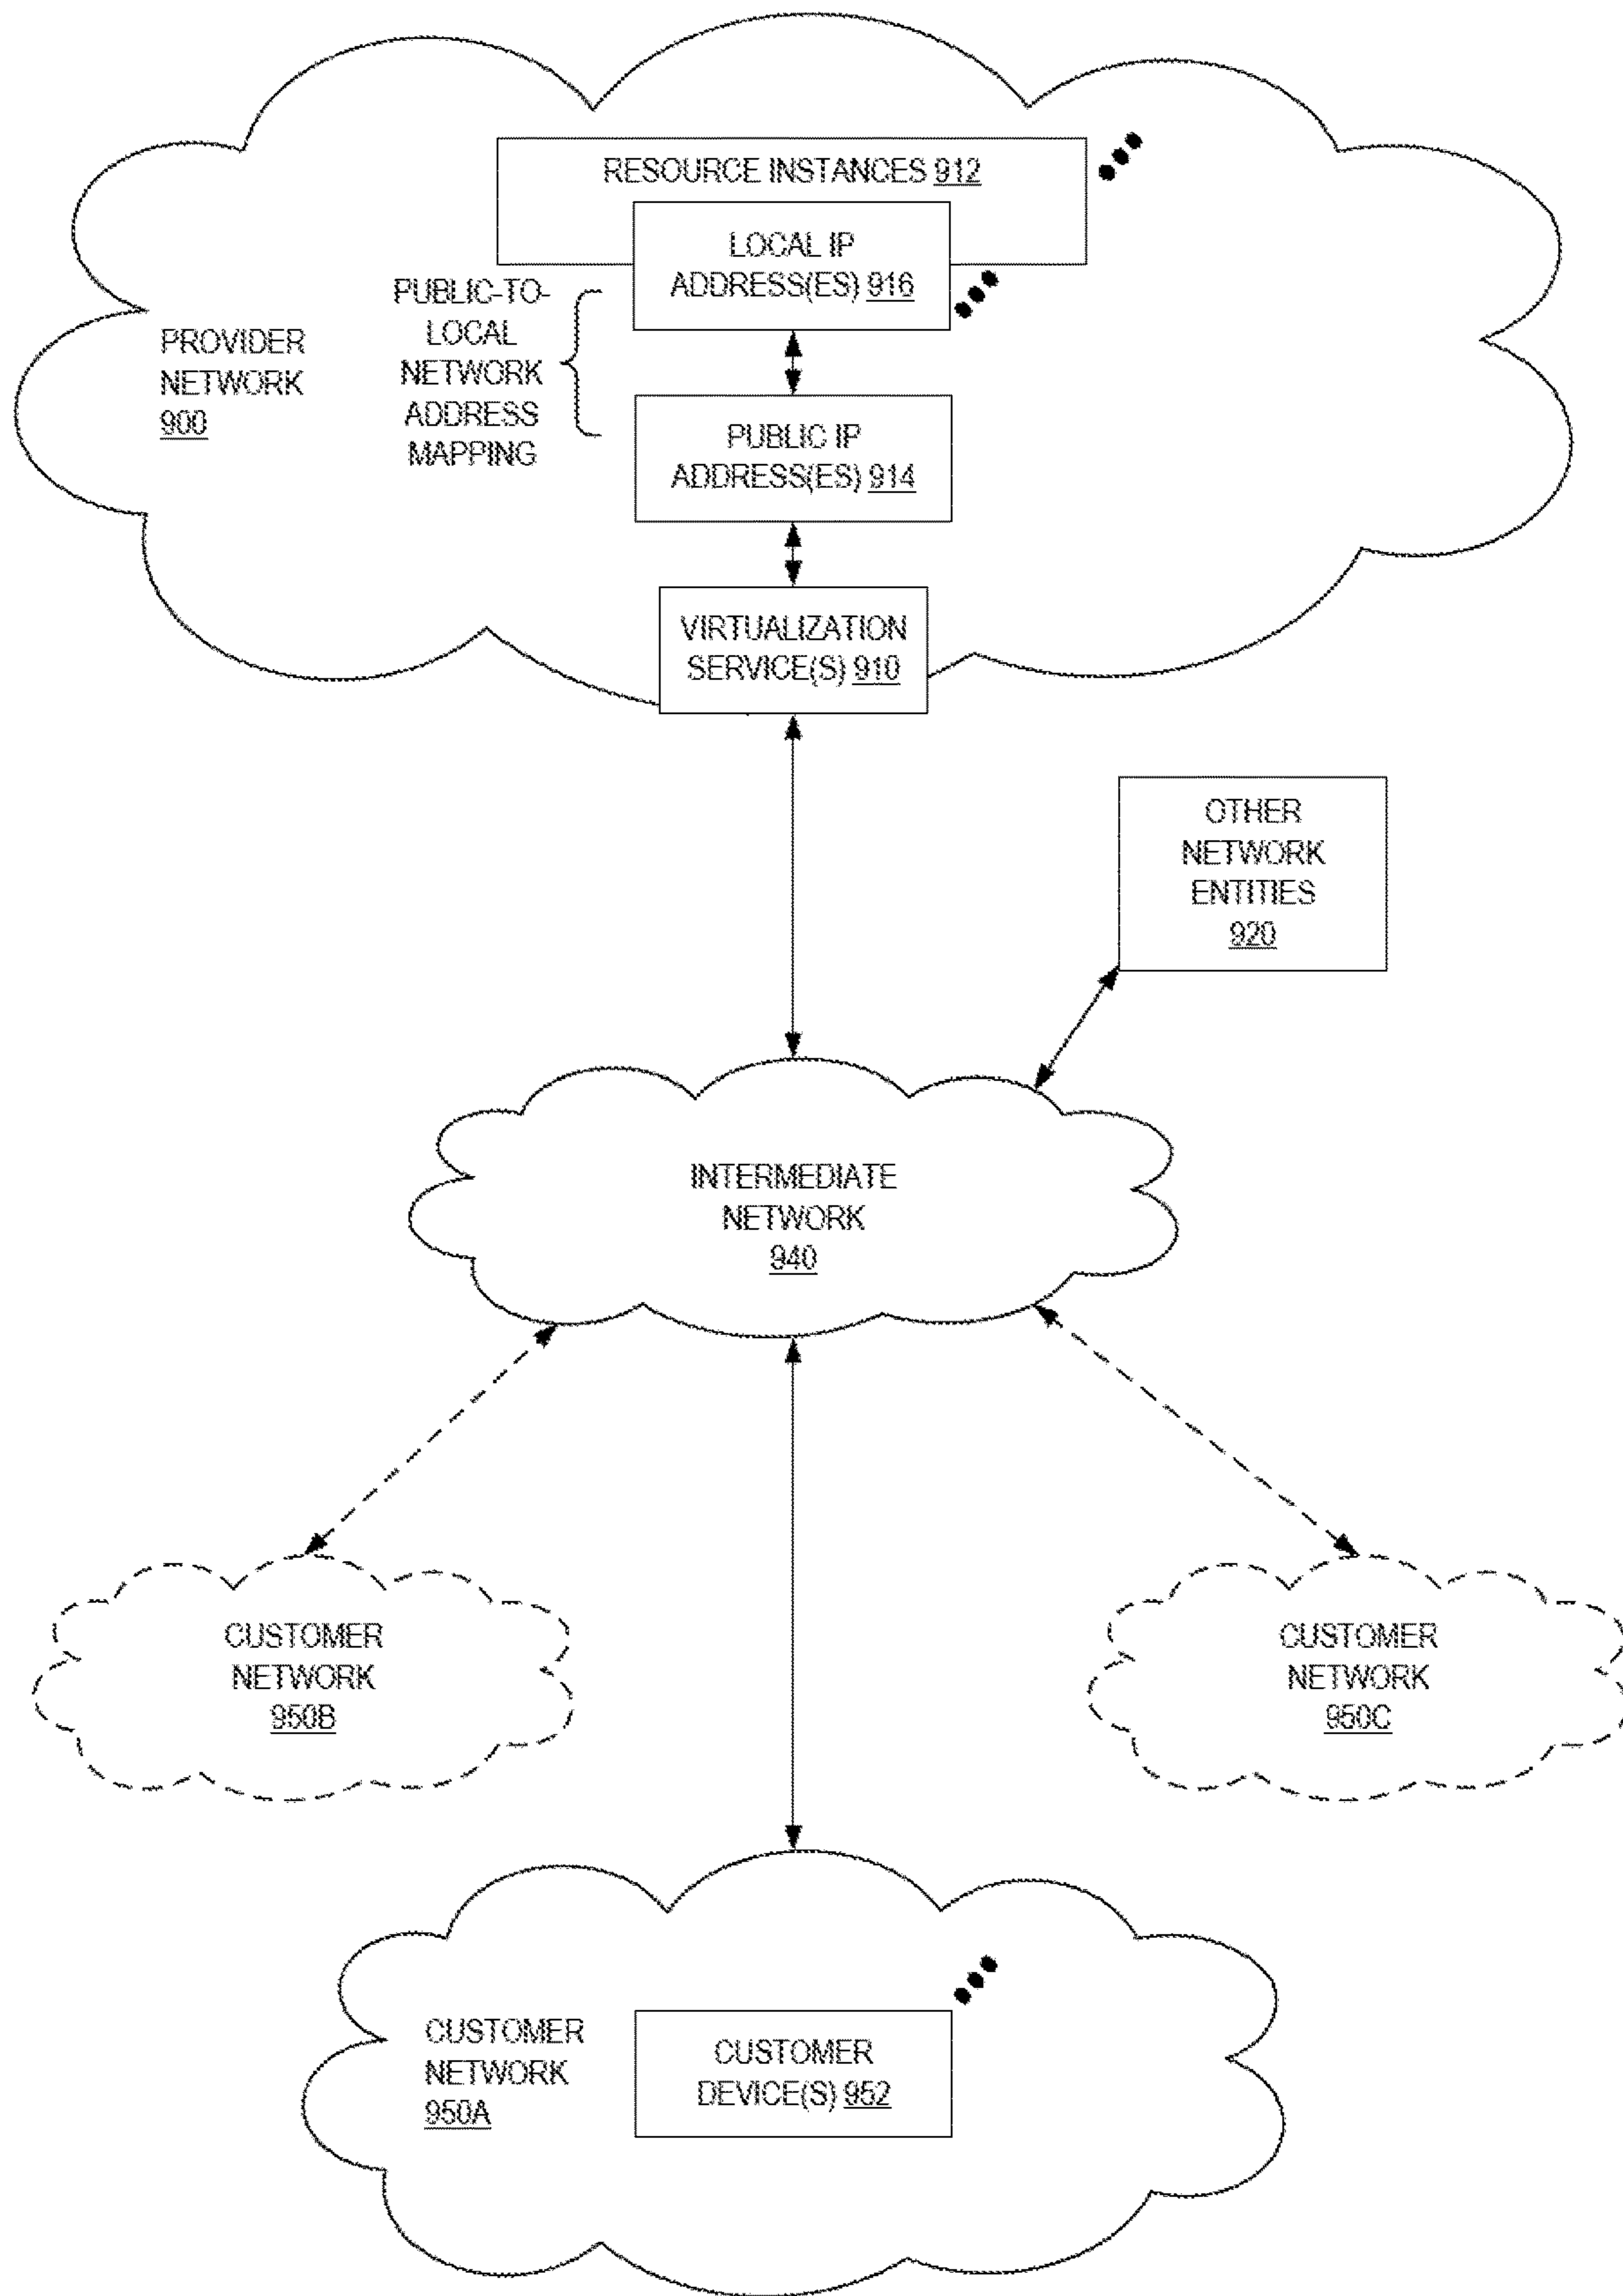 RESOURCE INSTANCES 912
LOCAL IP
ADDRESS(ES) 916
PUBLIC-TO-
LOCAL
NETWORK
ADDRESS
MAPPING
PROVIDER
NETWORK
900
PUBLIC IP
ADDRESS(ES) 914
VIRTUALIZATION
SERVICE(S) 910
OTHER
NETWORK
ENTITIES
920
INTERMEDIATE
NETWORK
940
CUSTOMER
NETWORK
950B
CUSTOMER
NETWORK
950C
CUSTOMER
NETWORK
950A
CUSTOMER
DEVICE(S) 952